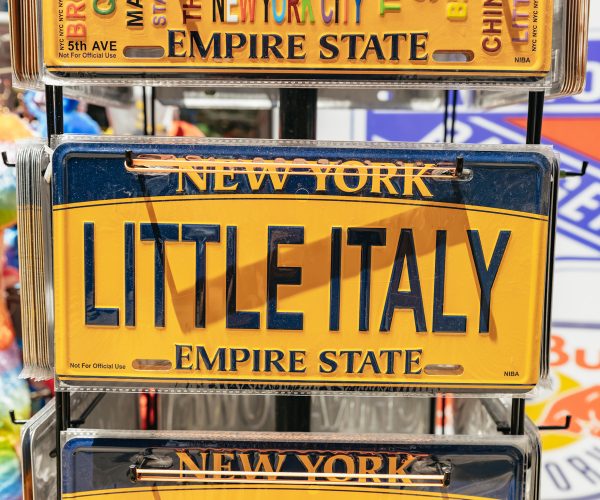 NEW YORK CITY
5th AVE
Not For Official Use
EMPIRE STATE
NIBA
NEW YORK
LITTLE ITALY
Not For Official Use
EMPIRE STATE
NIBA
NEW YORK